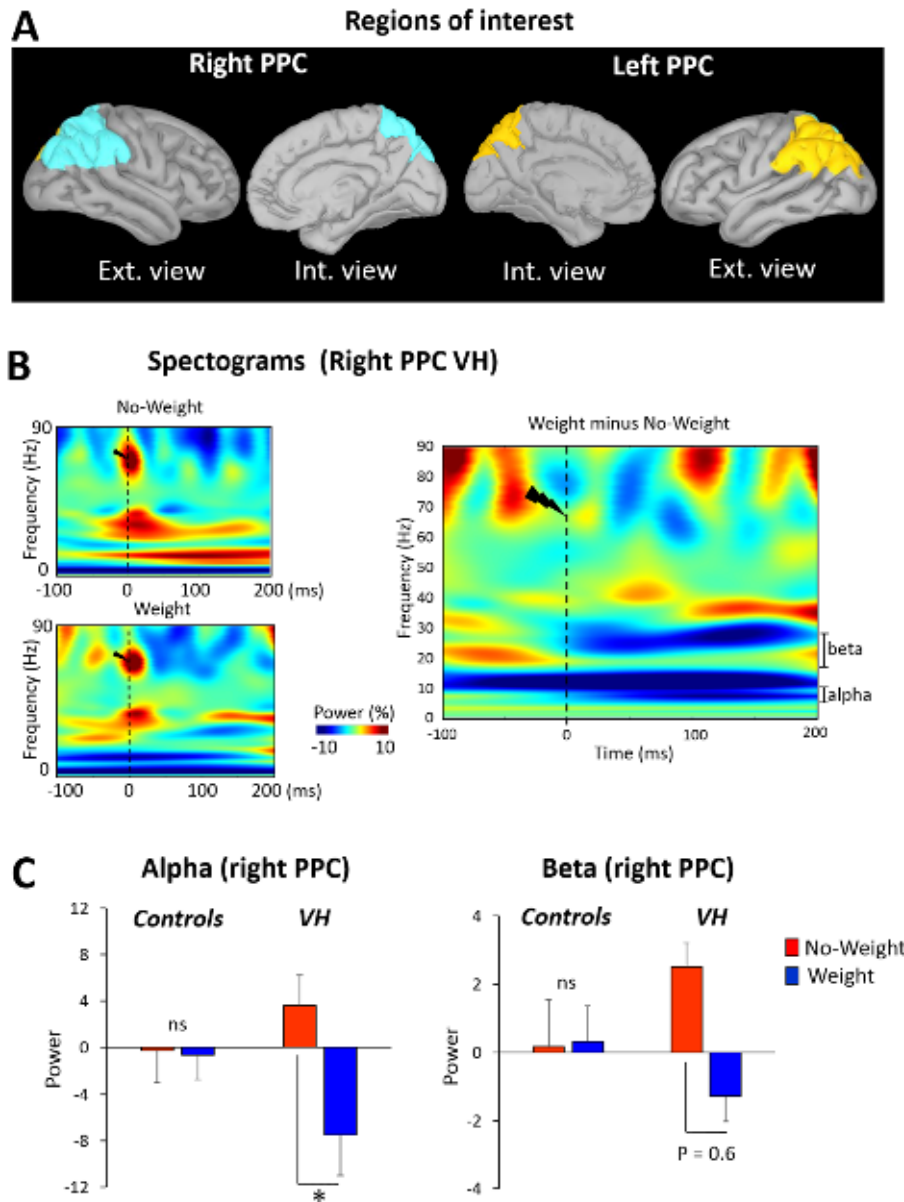 A
Regions of interest
Right PPC
Left PPC
Ext. view
Int. view
Int. view
Ext. view
B
Spectograms (Right PPC VH)
No-Weight
90
Frequency (Hz)
0
-100 0 100 200 (ms)
Weight
90
Frequency (Hz)
0
-100 0 100 200 (ms)
Power (%)
-10 10
Weight minus No-Weight
90
80
70
60
50
40
30
20
10
0
Frequency (Hz)
-100 0 100 200
Time (ms)
beta
alpha
C
Alpha (right PPC)
12
8
4
0
-4
-8
-12
Power
Controls
VH
ns
*
Beta (right PPC)
4
2
0
-2
-4
Power
Controls
VH
ns
P = 0.6
No-Weight
Weight